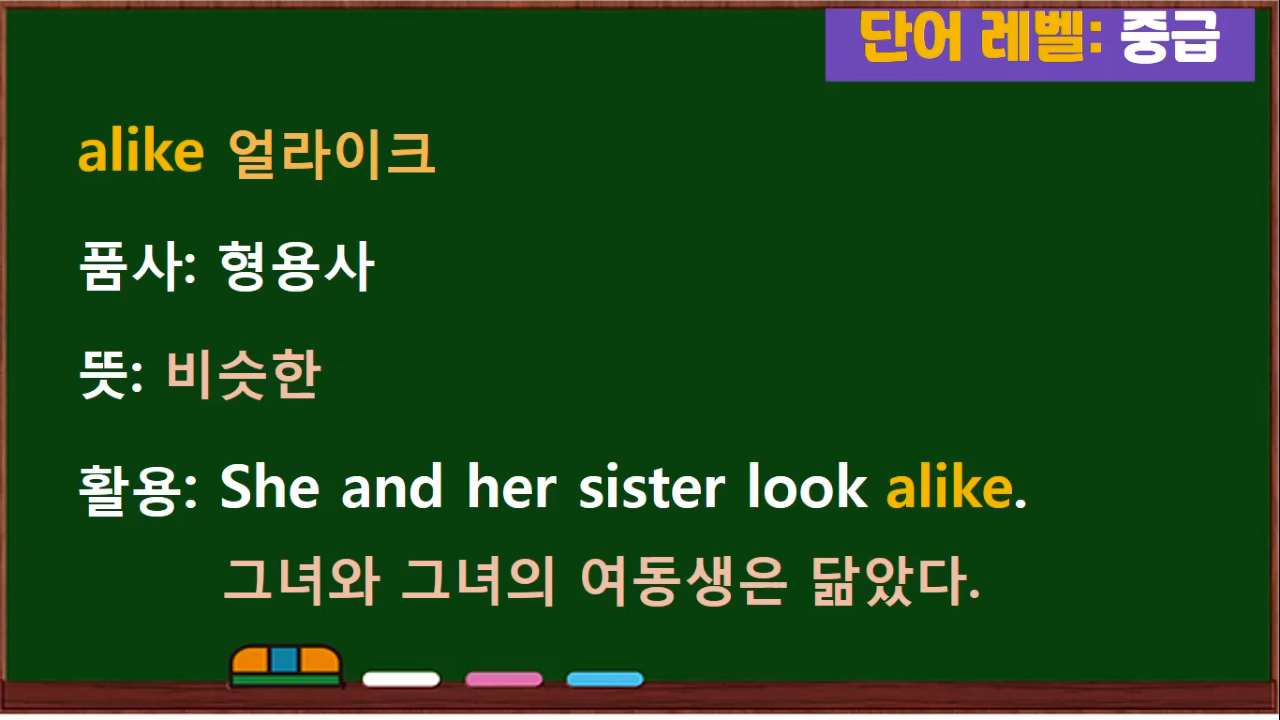 단어 레벨: 중급
alike 얼라이크
품사: 형용사
뜻: 비슷한
활용: She and her sister look alike.
그녀와 그녀의 여동생은 닮았다.